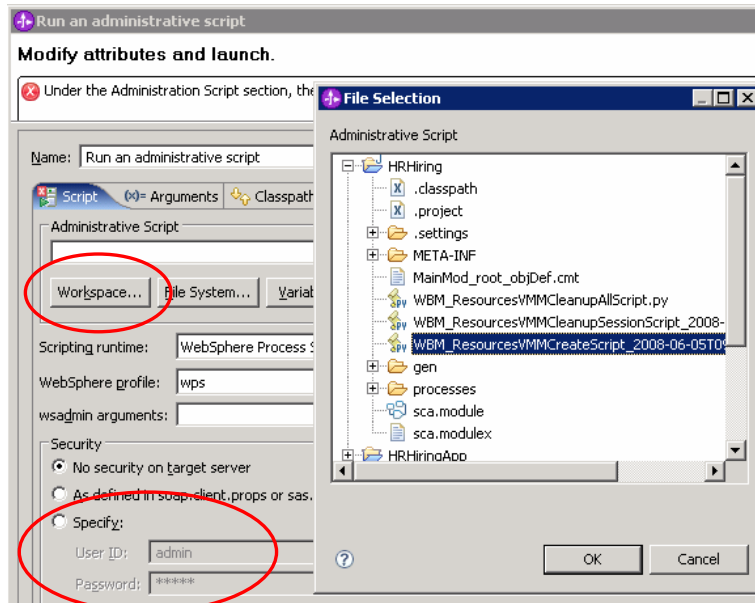 Run an administrative script
Modify attributes and launch.
Under the Administration Script section, the
Name: Run an administrative script
Script
(x)= Arguments
Classpath
Administrative Script
Workspace...
File System...
Scripting runtime: WebSphere Process
WebSphere profile: wps
wsadmin arguments:
Security
No security on target server
As defined in soap.client.props or sas.
Specify:
User ID: admin
Password: *****
File Selection
Administrative Script
HRHiring
.classpath
.project
.settings
META-INF
MainMod_root_objDef.cmt
WBM_ResourcesVMMCleanupAllScript.py
WBM_ResourcesVMMCleanupSessionScript_2008-
WBM_ResourcesVMMCreateScript_2008-06-05T0
gen
processes
sca.module
sca.modulex
HRHiringApp
OK
Cancel